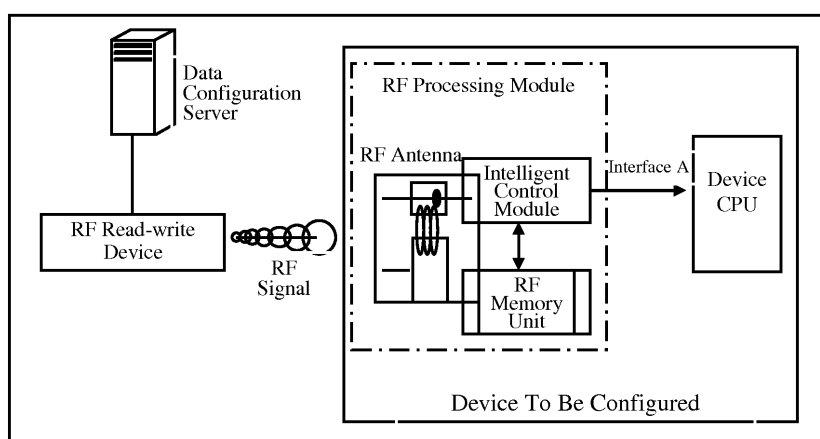 Data
Configuration
Server
RF Read-write
Device
RF
Signal
RF Processing Module
RF Antenna
Intelligent
Control
Module
RF
Memory
Unit
Interface A
Device
CPU
Device To Be Configured